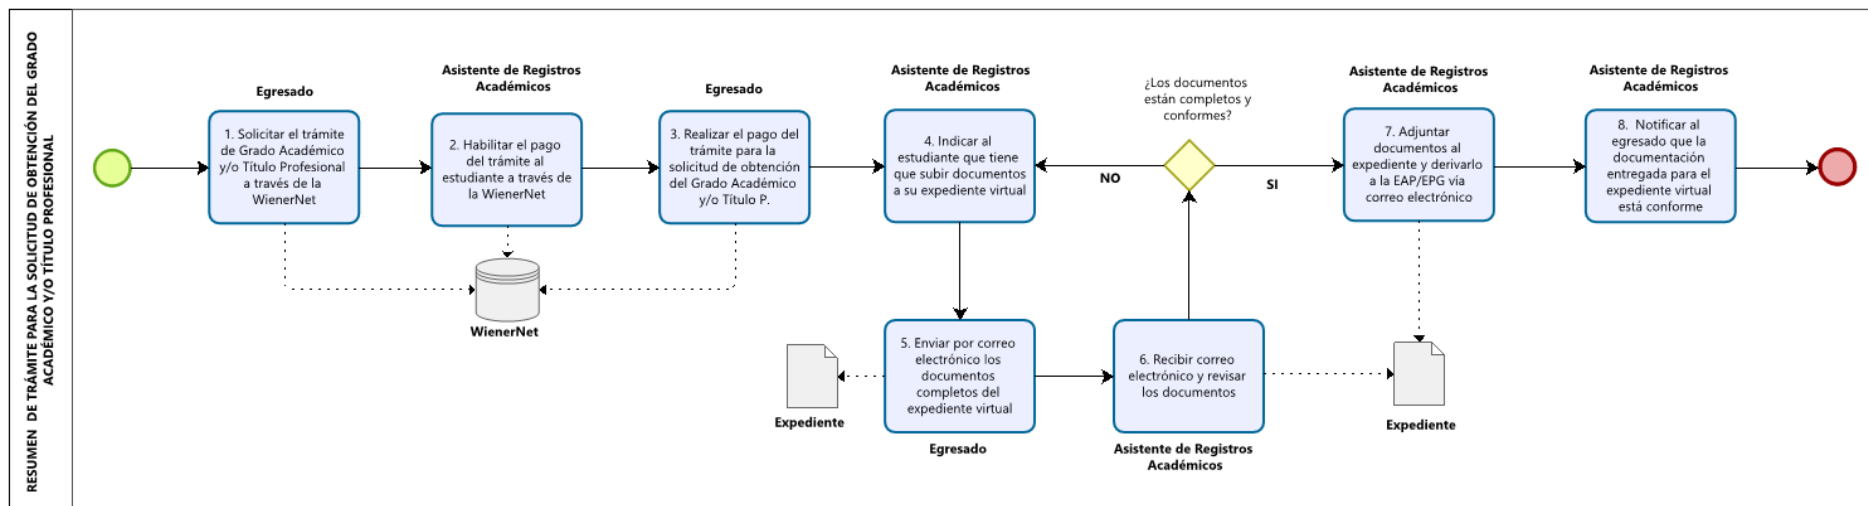 RESUMEN DE TRÁMITE PARA LA SOLICITUD DE OBTENCIÓN DEL GRADO
ACADÉMICO Y/O TÍTULO PROFESIONAL
Egresado
1. Solicitar el trámite
de Grado Académico
y/o Título Profesional
a través de la
WienerNet
Asistente de Registros
Académicos
2. Habilitar el pago
del trámite al
estudiante a través de
la WienerNet
Egresado
3. Realizar el pago del
trámite para la
solicitud de obtención
del Grado Académico
y/o Título P.
WienerNet
Asistente de Registros
Académicos
4. Indicar al
estudiante que tiene
que subir documentos
a su expediente virtual
5. Enviar por correo
electrónico los
documentos
completos del
expediente virtual
Egresado
Expediente
6. Recibir correo
electrónico y revisar
los documentos
Asistente de Registros
Académicos
¿Los documentos
están completos y
conformes?
NO
SI
Asistente de Registros
Académicos
7. Adjuntar
documentos al
expediente y derivarlo
a la EAP/EPG vía
correo electrónico
Expediente
Asistente de Registros
Académicos
8. Notificar al
egresado que la
documentación
entregada para el
expediente virtual
está conforme